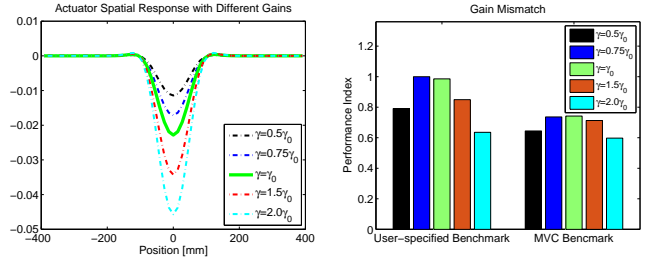 Actuator Spatial Response with Different Gains
0.01
0
−0.01
−0.02
−0.03
−0.04
−0.05
−400
−200
0
200
400
Position [mm]
γ=0.5γ0
γ=0.75γ0
γ=γ0
γ=1.5γ0
γ=2.0γ0
Gain Mismatch
Performance Index
0
0.2
0.4
0.6
0.8
1
1.2
User−specified Benchmark
MVC Bencmark
γ=0.5γ0
γ=0.75γ0
γ=γ0
γ=1.5γ0
γ=2.0γ0